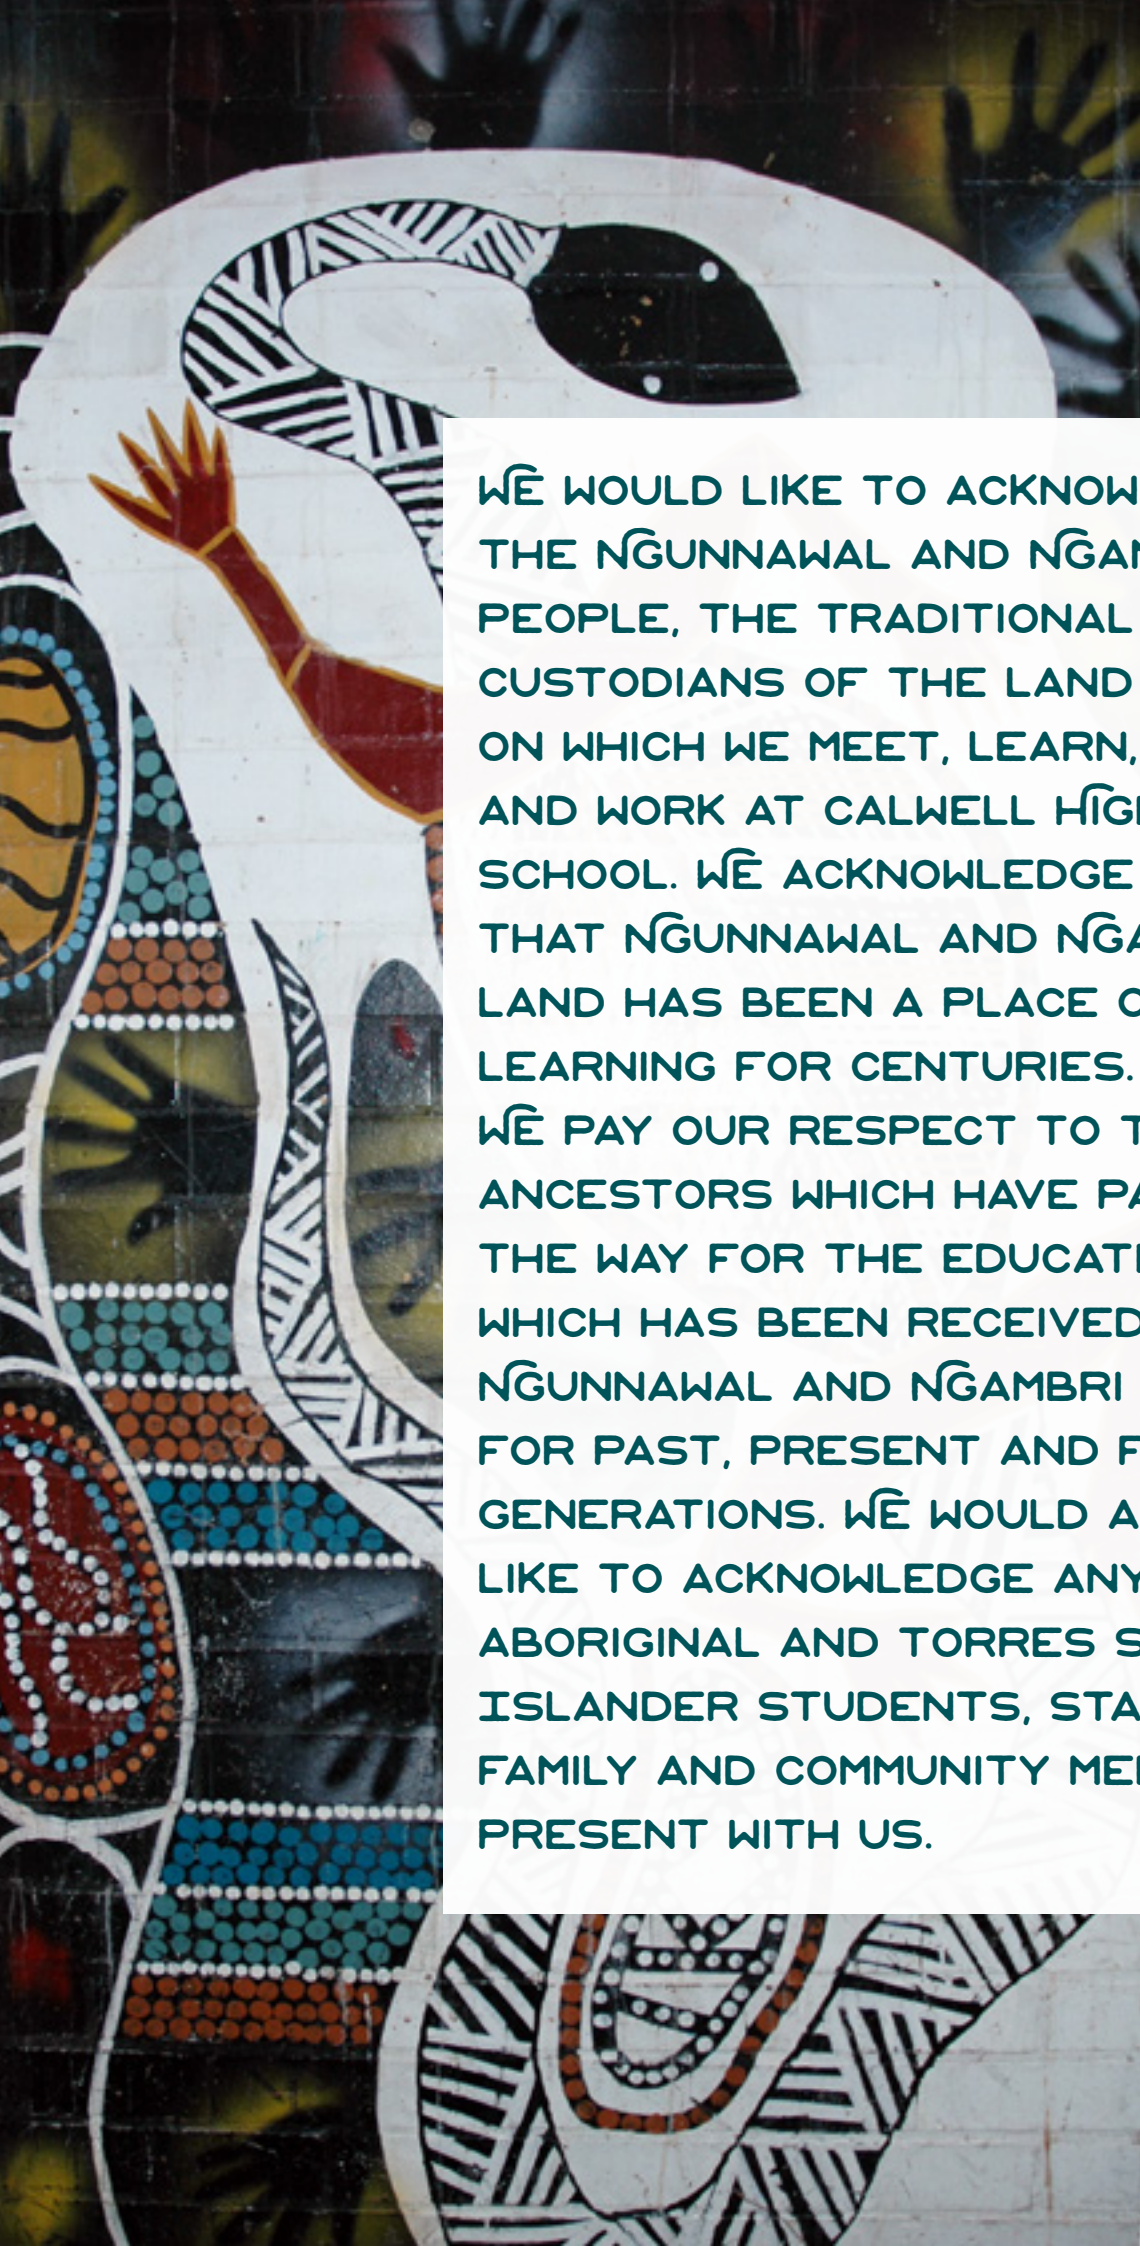 WE WOULD LIKE TO ACKNOW
THE NGUNNAWAL AND NGAM
PEOPLE, THE TRADITIONAL
CUSTODIANS OF THE LAND
ON WHICH WE MEET, LEARN,
AND WORK AT CALWELL HIGH
SCHOOL. WE ACKNOWLEDGE
THAT NGUNNAWAL AND NGA
LAND HAS BEEN A PLACE O
LEARNING FOR CENTURIES.
WE PAY OUR RESPECT TO T
ANCESTORS WHICH HAVE PA
THE WAY FOR THE EDUCATI
WHICH HAS BEEN RECEIVED
NGUNNAWAL AND NGAMBRI
FOR PAST, PRESENT AND F
GENERATIONS. WE WOULD A
LIKE TO ACKNOWLEDGE ANY
ABORIGINAL AND TORRES S
ISLANDER STUDENTS, STA
FAMILY AND COMMUNITY MEM
PRESENT WITH US.